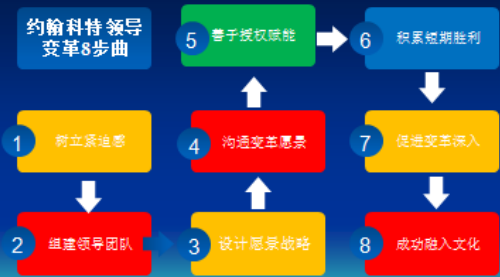 约翰科特领导
变革8步曲
1
树立紧迫感
2
组建领导团队
3
设计愿景战略
4
沟通变革愿景
5
善于授权赋能
6
积累短期胜利
7
促进变革深入
8
成功融入文化